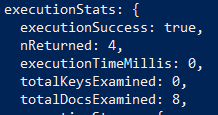 executionStats: {
executionSuccess: true,
nReturned: 4,
executionTimeMillis: 0,
totalKeysExamined: 0,
totalDocsExamined: 8,